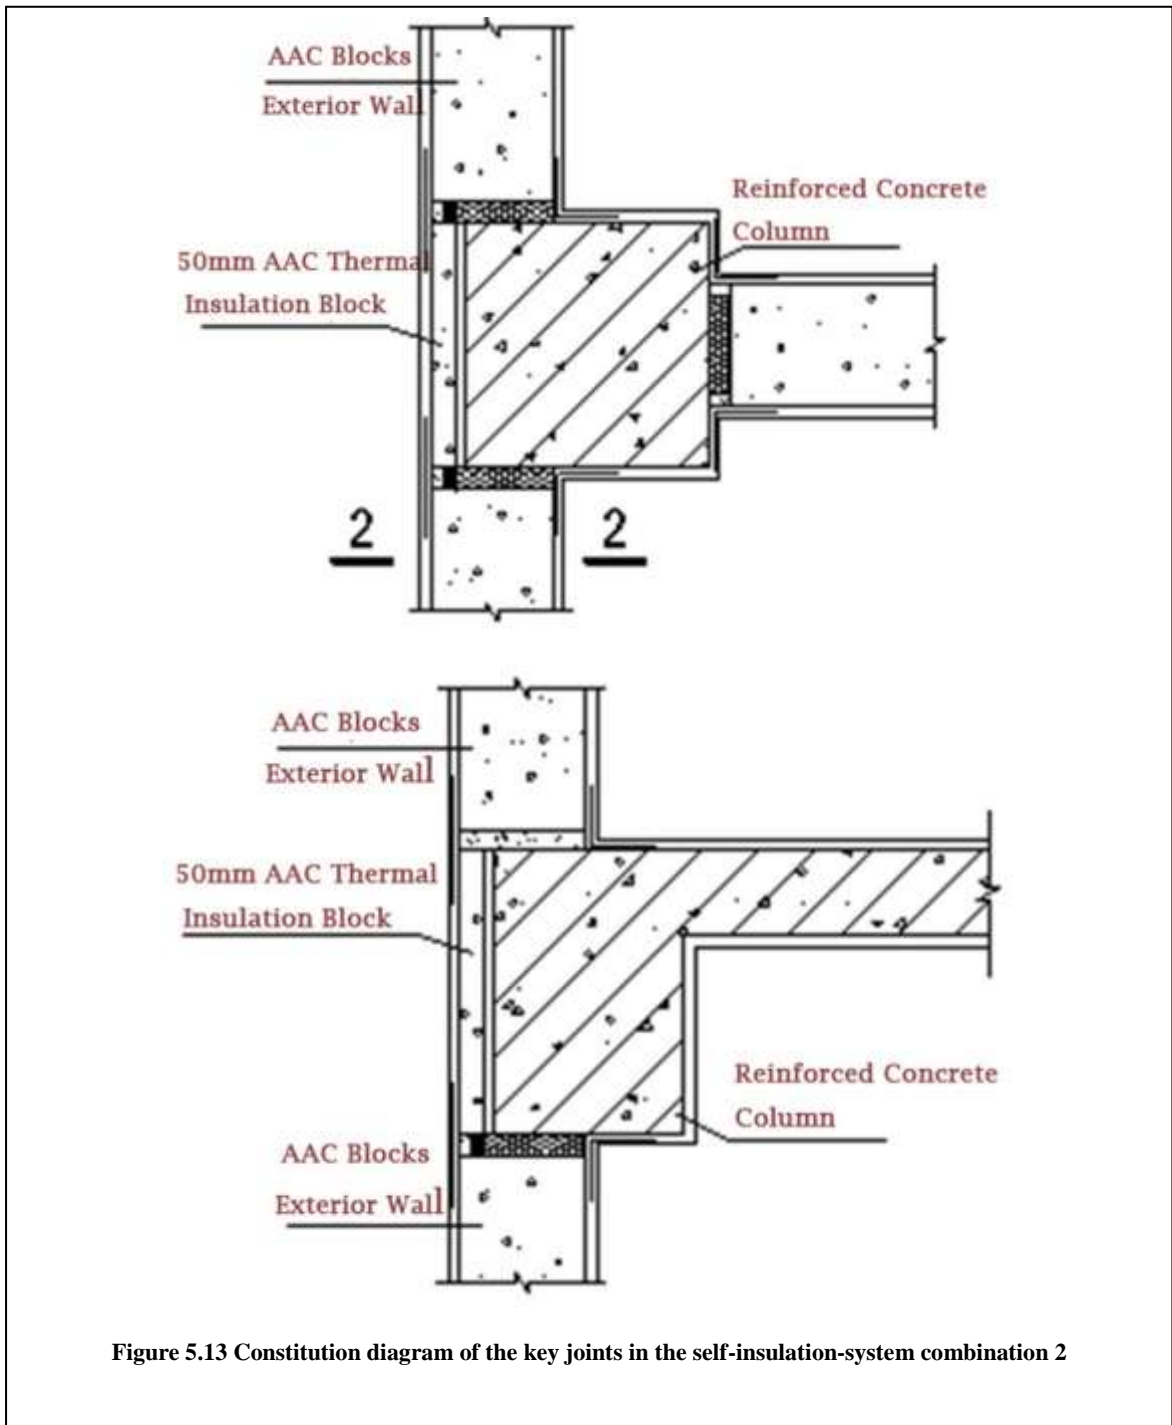 AAC Blocks
Exterior Wall
Reinforced Concrete
Column
50mm AAC Thermal
Insulation Block
2 2
AAC Blocks
Exterior Wall
50mm AAC Thermal
Insulation Block
Reinforced Concrete
Column
AAC Blocks
Exterior Wall
Figure 5.13 Constitution diagram of the key joints in the self-insulation-system combination 2